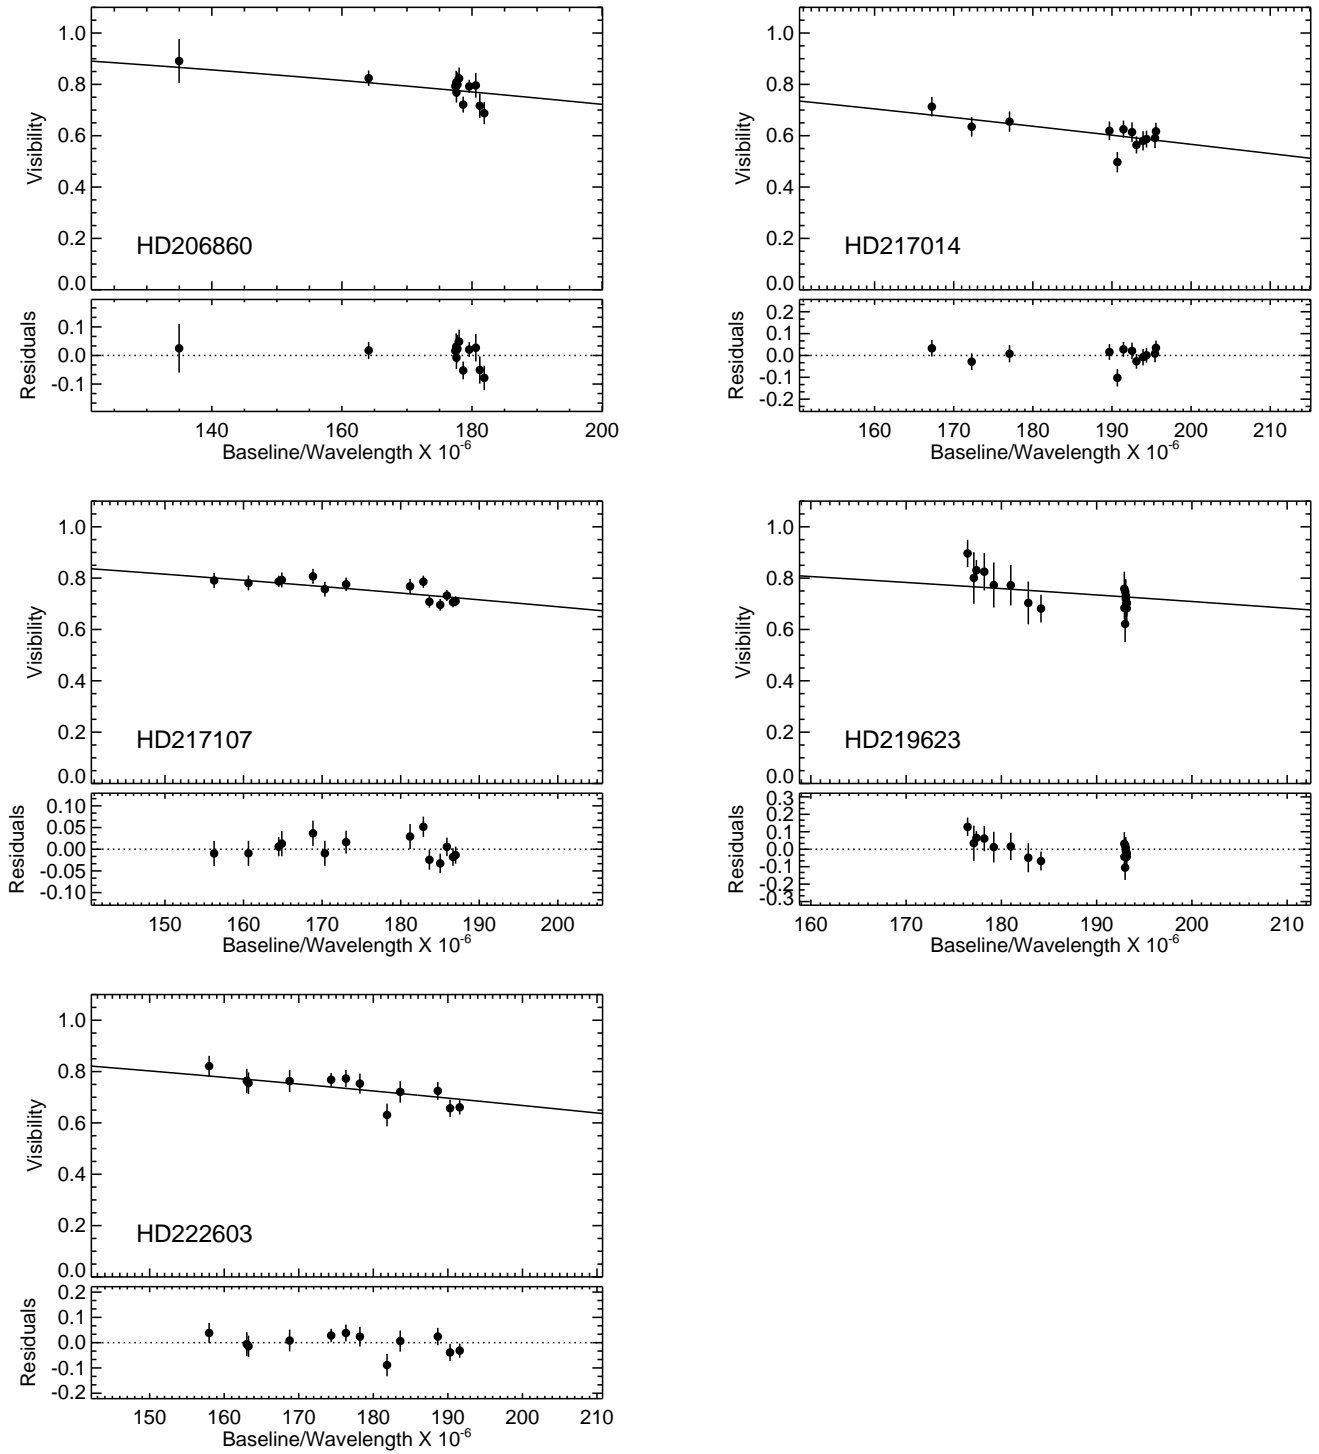 1.0
0.8
0.6
0.4
0.2
0.0
Visibility
HD206860
0.1
0.0
-0.1
Residuals
140 160 180 200
Baseline/Wavelength X 10-6
1.0
0.8
0.6
0.4
0.2
0.0
Visibility
HD217014
0.2
0.1
0.0
-0.1
-0.2
Residuals
160 170 180 190 200 210
Baseline/Wavelength X 10-6
1.0
0.8
0.6
0.4
0.2
0.0
Visibility
HD217107
0.10
0.05
0.00
-0.05
-0.10
Residuals
150 160 170 180 190 200
Baseline/Wavelength X 10-6
1.0
0.8
0.6
0.4
0.2
0.0
Visibility
HD219623
0.3
0.2
0.1
0.0
-0.1
-0.2
-0.3
Residuals
160 170 180 190 200 210
Baseline/Wavelength X 10-6
1.0
0.8
0.6
0.4
0.2
0.0
Visibility
HD222603
0.2
0.1
0.0
-0.1
-0.2
Residuals
150 160 170 180 190 200 210
Baseline/Wavelength X 10-6